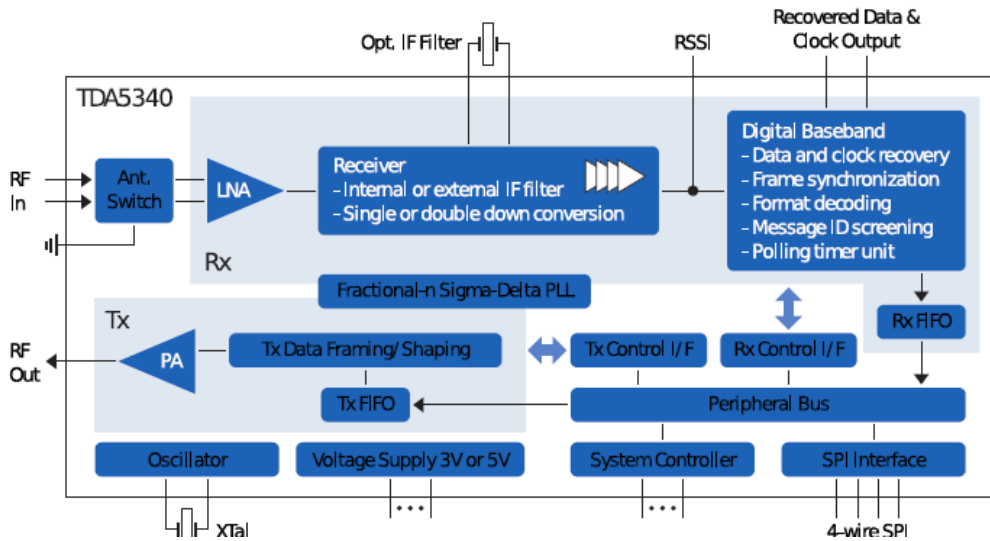 Recovered Data &
Clock Output
Opt. IF Filter
RSSI
TDA5340
RF
In
Ant.
Switch
LNA
Receiver
– Internal or external IF filter
– Single or double down conversion
Digital Baseband
– Data and clock recovery
– Frame synchronization
– Format decoding
– Message ID screening
– Polling timer unit
Rx
Fractional-n Sigma-Delta PLL
Tx
Rx FIFO
RF
Out
PA
Tx Data Framing/Shaping
Tx Control I/F
Rx Control I/F
Tx FIFO
Peripheral Bus
Oscillator
Voltage Supply 3V or 5V
System Controller
SPI Interface
XTal
4-wire SPI